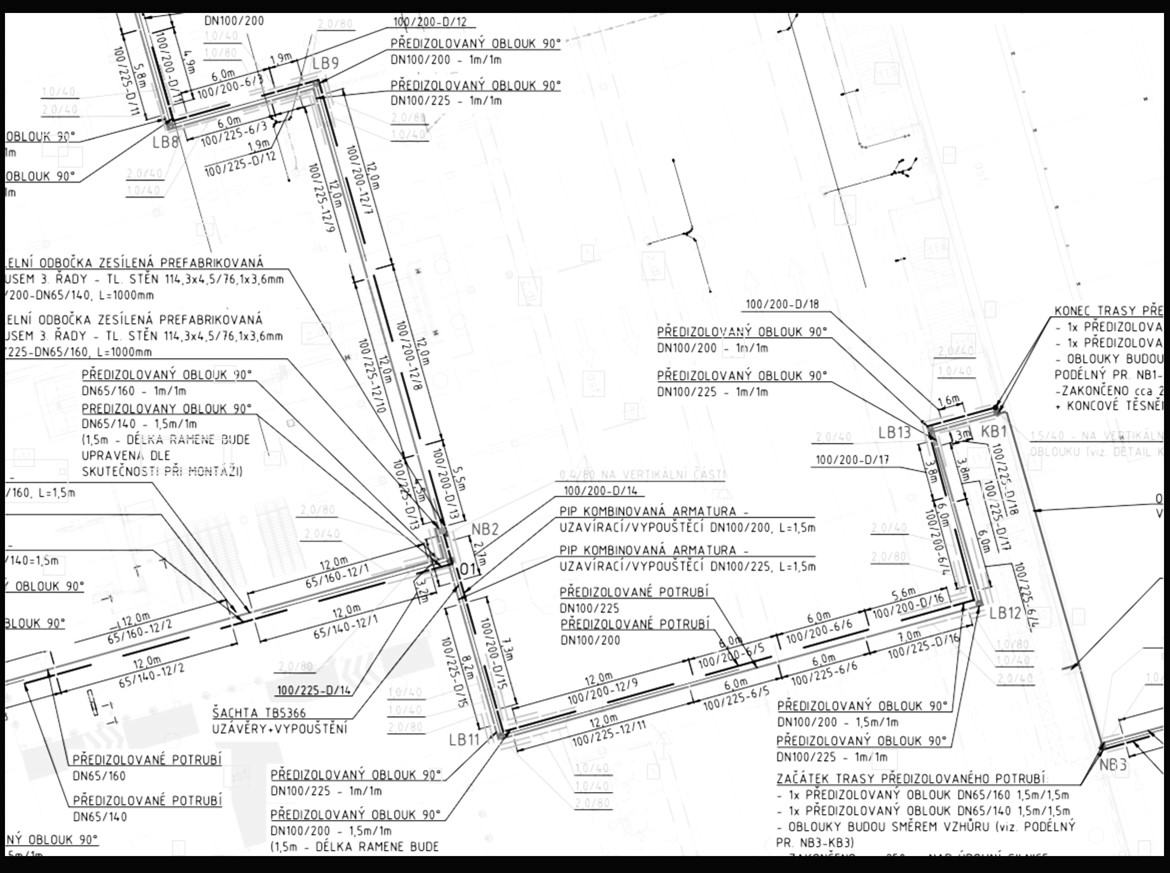 DN100/200
100/200-D/12
2.0/80
1.0/40
1.0/80
PŘEDIZOLOVANÝ OBLOUK 90°
DN100/200 - 1m/1m
LB9
1,9m
6,0m
100/200-6/3
4,9m
100/200-D/11
5,8m
100/225-D/11
PŘEDIZOLOVANÝ OBLOUK 90°
DN100/225 - 1m/1m
1.0/40
2.0/40
2.0/80
1.0/40
OBLOUK 90°
1m
LB8
6,0m
100/225-6/3
1,9m
100/225-D/12
OBLOUK 90°
1m
2.0/40
1.0/40
12,0m
100/200-12/7
12,0m
100/225-12/9
ELNÍ ODBOČKA ZESÍLENÁ PREFABRIKOVANÁ
USEM 3. ŘADY - TL. STĚN 114,3x4,5/76,1x3,6mm
/200-DN65/140, L=1000mm
ELNÍ ODBOČKA ZESÍLENÁ PREFABRIKOVANÁ
USEM 3. ŘADY - TL. STĚN 114,3x4,5/76,1x3,6mm
/225-DN65/160, L=1000mm
PŘEDIZOLOVANÝ OBLOUK 90°
DN65/160 - 1m/1m
PREDIZOLOVANY OBLOUK 90°
DN65/140 - 1,5m/1m
(1,5m - DÉLKA RAMENE BUDE
UPRAVENA DLE
SKUTEČNOSTI PŘI MONTÁŽI)
12,0m
100/200-12/8
12,0m
100/225-12/10
100/200-D/18
PŘEDIZOLOVANÝ OBLOUK 90°
DN100/200 - 1m/1m
PŘEDIZOLOVANÝ OBLOUK 90°
DN100/225 - 1m/1m
KONEC TRASY PŘE
- 1x PŘEDIZOLOVA
- 1x PŘEDIZOLOVA
- OBLOUKY BUDOU
PODÉLNÝ PR. NB1-
-ZAKONČENO cca 2
+ KONCOVÉ TĚSNĚ
2.0/40
1.0/40
1,6m
LB13
KB1
2.0/40
1.5/40 - NA VERTIKÁLN
OBLOUKU (viz. DETAIL K
100/200-D/17
3,8m
3,8m
100/225-D/18
100/225-D/17
6,0m
100/200-6/4
6,0m
100/225-6/4
2.0/40
2.0/80
/160, L=1,5m
/140=1,5m
OBLOUK 90°
BLOUK 90°
2.0/80
2.0/40
5,5m
100/200-D/13
4,5m
100/225-D/13
0.4/80 NA VERTIKÁLNÍ ČÁSTI
100/200-D/14
PIP KOMBINOVANÁ ARMATURA -
UZAVÍRACÍ/VYPOUŠTĚCÍ DN100/200, L=1,5m
PIP KOMBINOVANÁ ARMATURA -
UZAVÍRACÍ/VYPOUŠTĚCÍ DN100/225, L=1,5m
NB2
2,7m
O1
3,2m
12,0m
65/160-12/1
12,0m
65/140-12/1
12,0m
65/160-12/2
12,0m
65/140-12/2
PŘEDIZOLOVANÉ POTRUBÍ
DN100/225
PŘEDIZOLOVANÉ POTRUBÍ
DN100/200
7,3m
100/200-D/15
8,2m
100/225-D/15
2.0/80
100/225-D/14
1.0/40
1.0/40
2.0/80
ŠACHTA TB5366
UZÁVĚRY+VYPOUŠTĚNÍ
LB11
12,0m
100/200-12/9
12,0m
100/225-12/11
6,0m
100/200-6/5
6,0m
100/225-6/5
6,0m
100/200-6/6
6,0m
100/225-6/6
5,6m
100/200-D/16
7,0m
100/225-D/16
LB12
1.0/80
1.0/40
2.0/40
1.0/40
1.0/40
2.0/80
PŘEDIZOLOVANÉ POTRUBÍ
DN65/160
PŘEDIZOLOVANÉ POTRUBÍ
DN65/140
NÝ OBLOUK 90°
PŘEDIZOLOVANÝ OBLOUK 90°
DN100/225 - 1m/1m
PŘEDIZOLOVANÝ OBLOUK 90°
DN100/200 - 1,5m/1m
(1,5m - DÉLKA RAMENE BUDE
PŘEDIZOLOVANÝ OBLOUK 90°
DN100/200 - 1,5m/1m
PŘEDIZOLOVANÝ OBLOUK 90°
DN100/225 - 1m/1m
ZAČÁTEK TRASY PŘEDIZOLOVANÉHO POTRUBÍ:
- 1x PŘEDIZOLOVANÝ OBLOUK DN65/160 1,5m/1,5m
- 1x PŘEDIZOLOVANÝ OBLOUK DN65/140 1,5m/1,5m
- OBLOUKY BUDOU SMĚREM VZHŮRU (viz. PODÉLNÝ
PR. NB3-KB3)
NB3